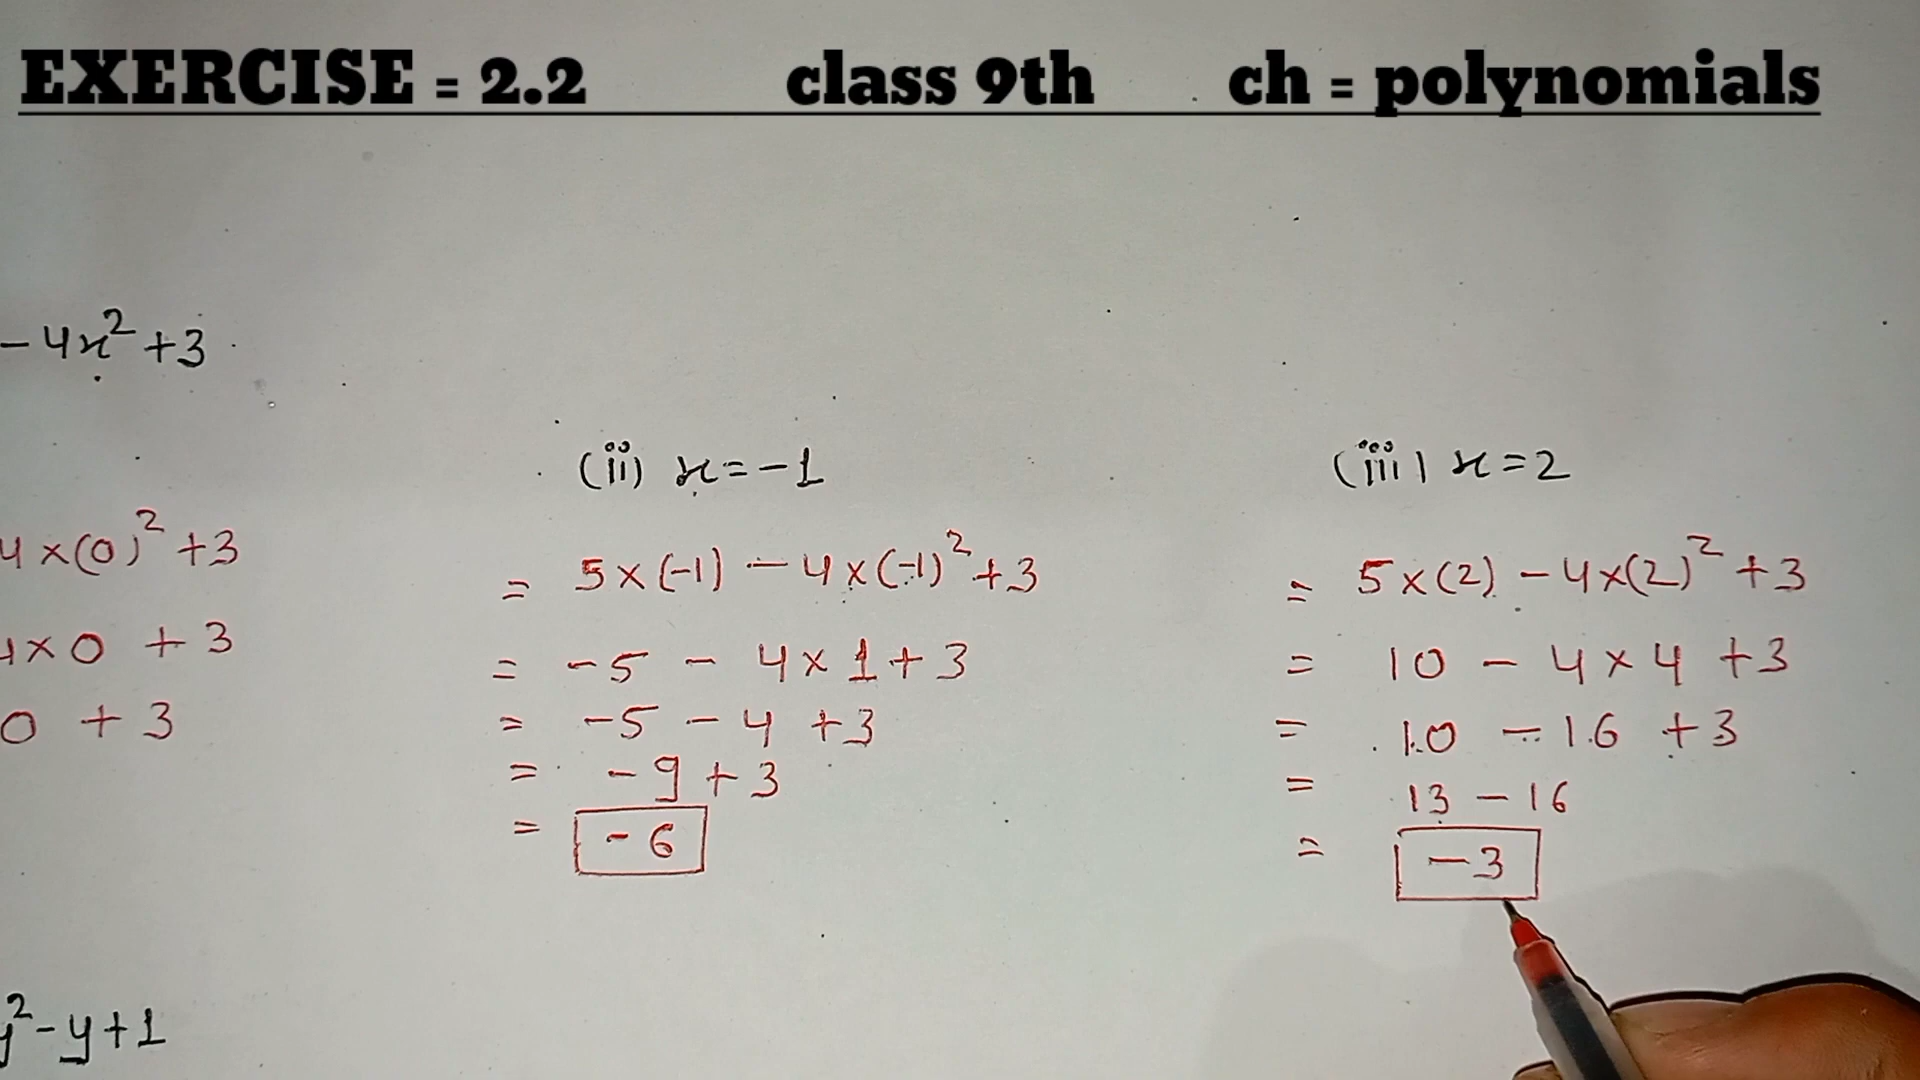 EXERCISE = 2.2 class 9th ch = polynomials
- 4x² + 3
4 × (0)² + 3
4 × 0 + 3
0 + 3
(ii) x = -1
= 5 × (-1) - 4 × (-1)² + 3
= -5 - 4 × 1 + 3
= -5 - 4 + 3
= -9 + 3
= -6
(iii) x = 2
= 5 × (2) - 4 × (2)² + 3
= 10 - 4 × 4 + 3
= 10 - 16 + 3
= 13 - 16
= -3
y² - y + 1